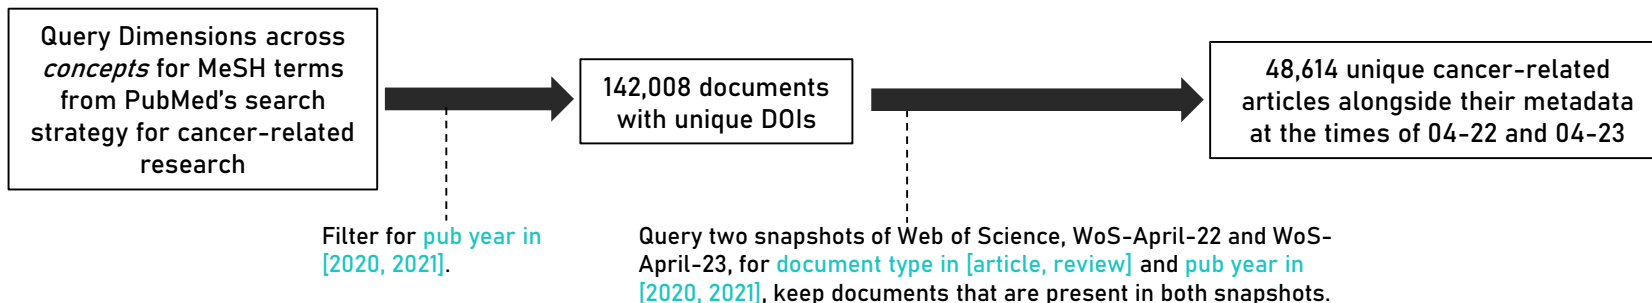 Query Dimensions across
concepts for MeSH terms
from PubMed's search
strategy for cancer-related
research
142,008 documents
with unique DOIs
48,614 unique cancer-related
articles alongside their metadata
at the times of 04-22 and 04-23
Filter for pub year in
[2020, 2021].
Query two snapshots of Web of Science, WoS-April-22 and WoS-
April-23, for document type in [article, review] and pub year in
[2020, 2021], keep documents that are present in both snapshots.